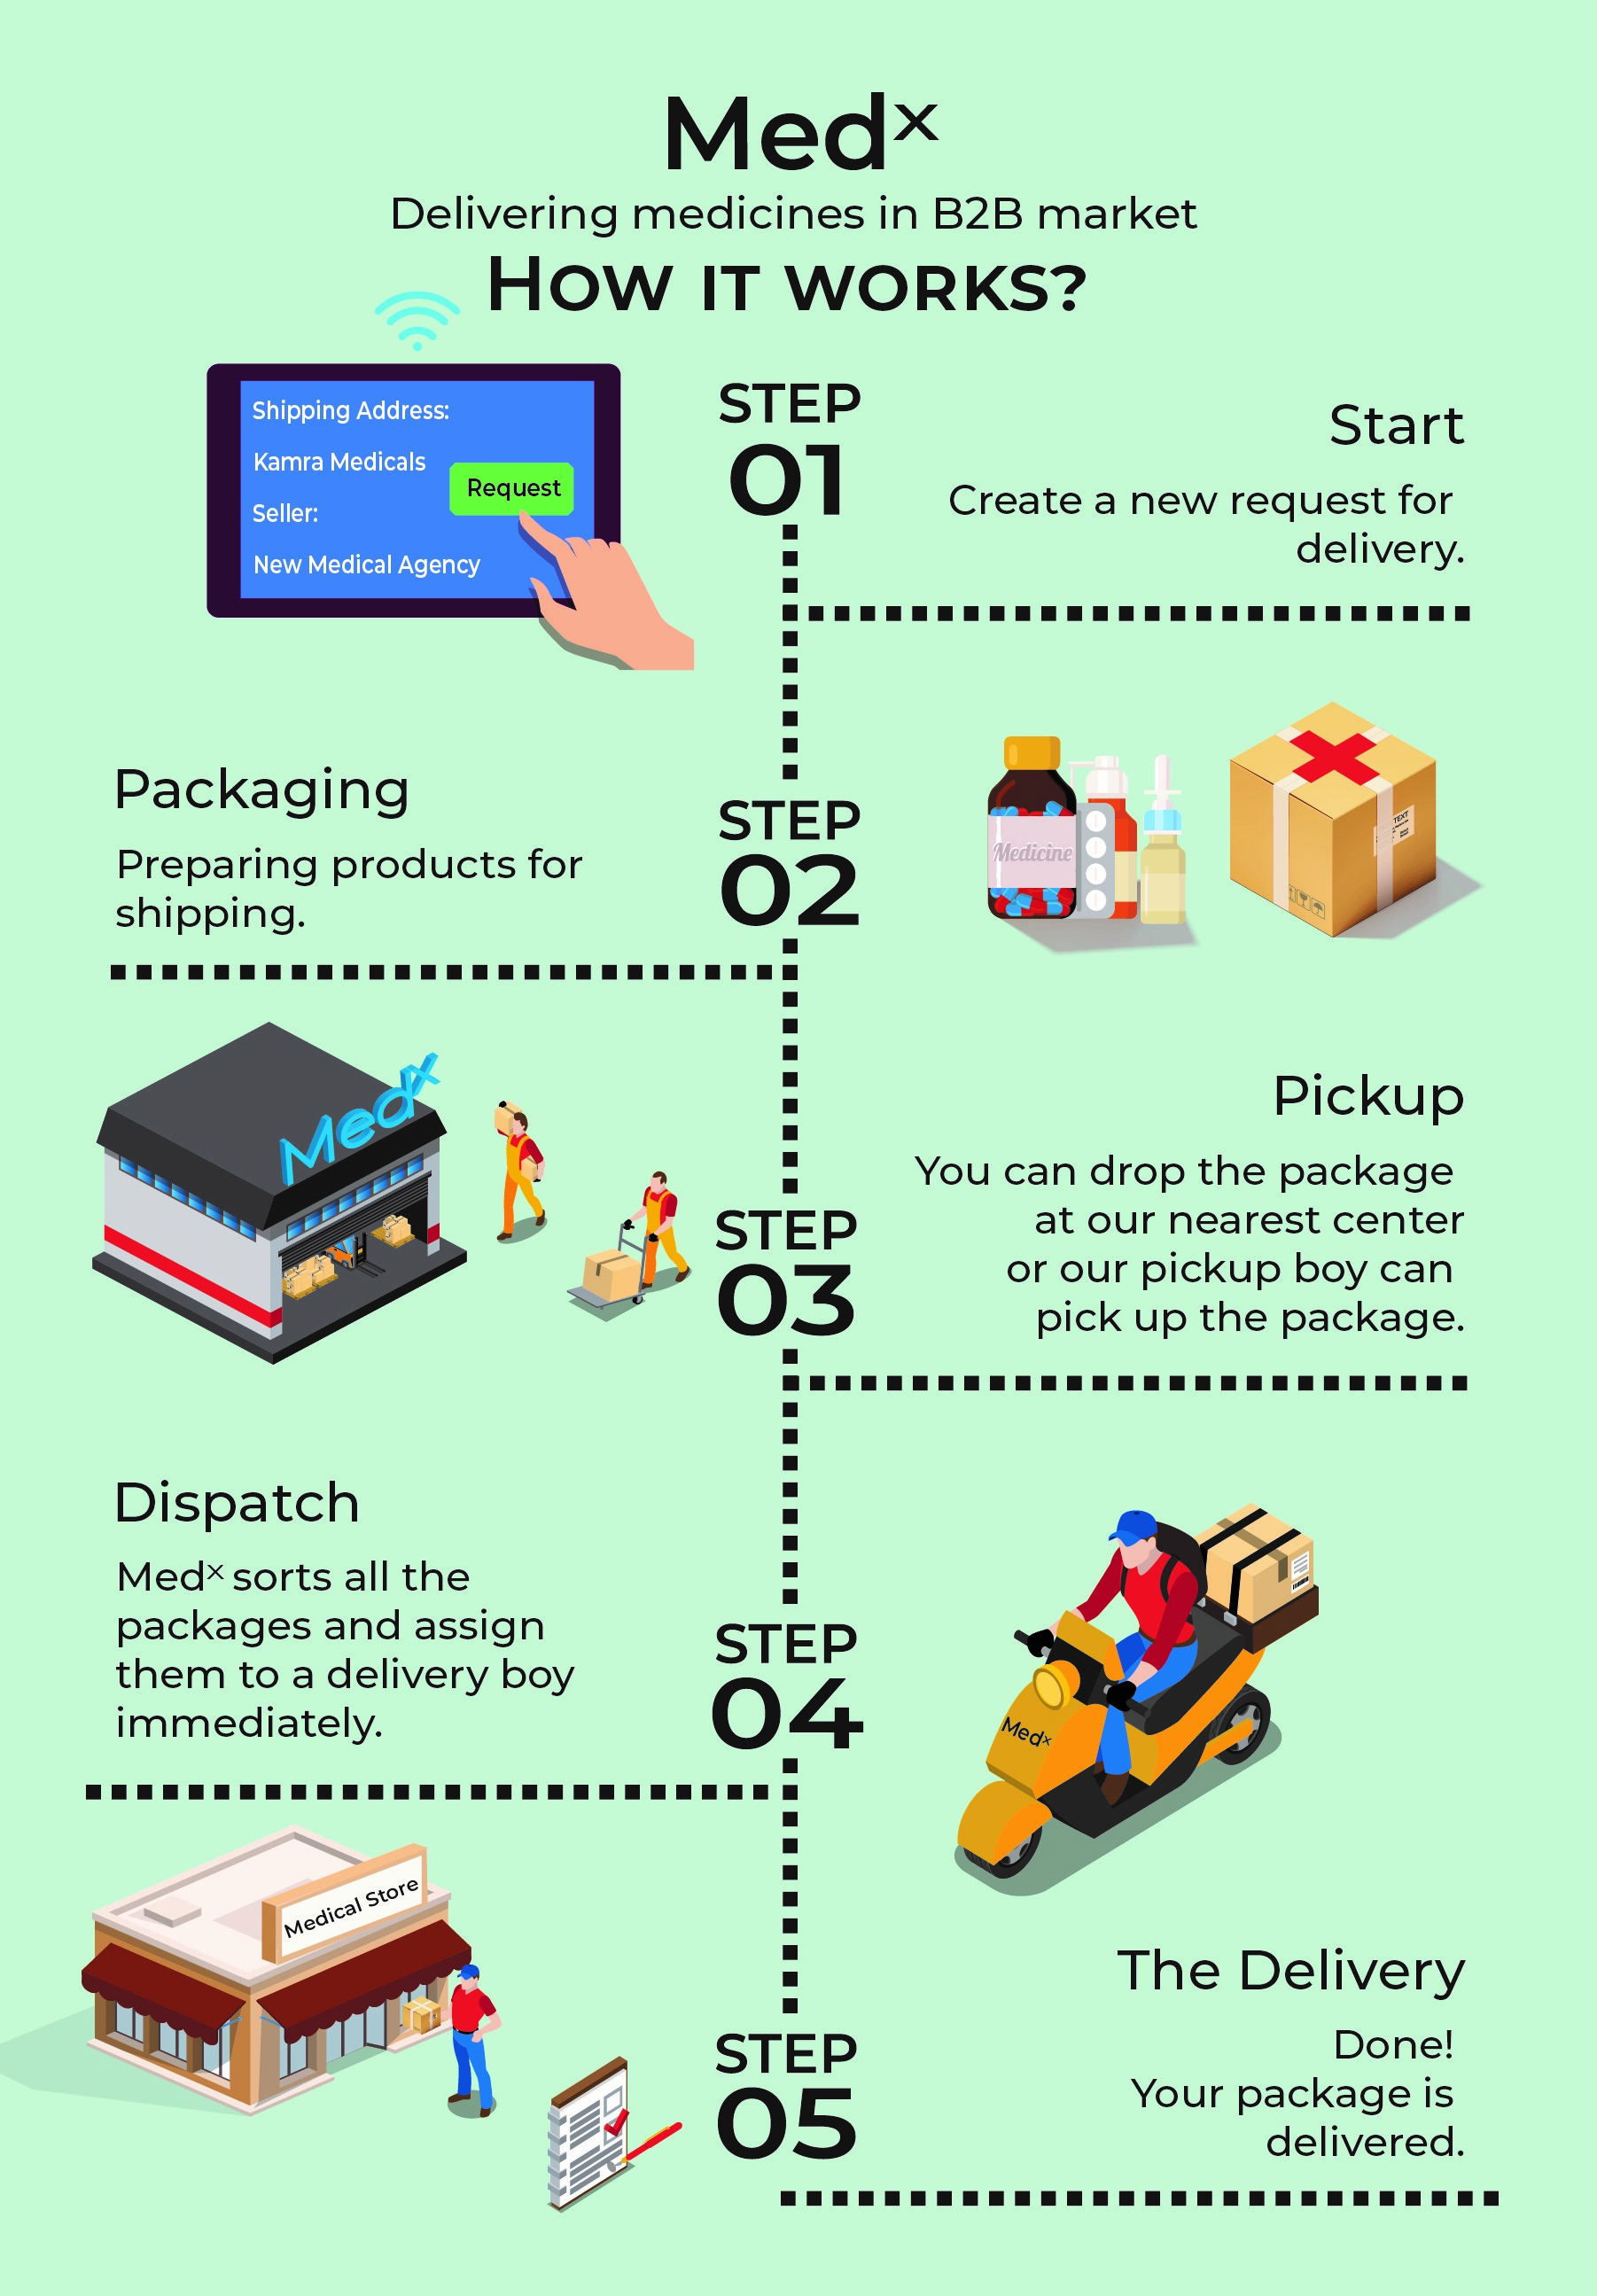 Medˣ
Delivering medicines in B2B market
HOW IT WORKS?
Shipping Address:
Kamra Medicals
Request
Seller:
New Medical Agency
STEP
01
Start
Create a new request for
delivery.
Packaging
Preparing products for
shipping.
STEP
02
Medicine
TEXT
Medˣ
STEP
03
Pickup
You can drop the package
at our nearest center
or our pickup boy can
pick up the package.
Dispatch
Medˣ sorts all the
packages and assign
them to a delivery boy
immediately.
STEP
04
Medˣ
Medical Store
STEP
05
The Delivery
Done!
Your package is
delivered.